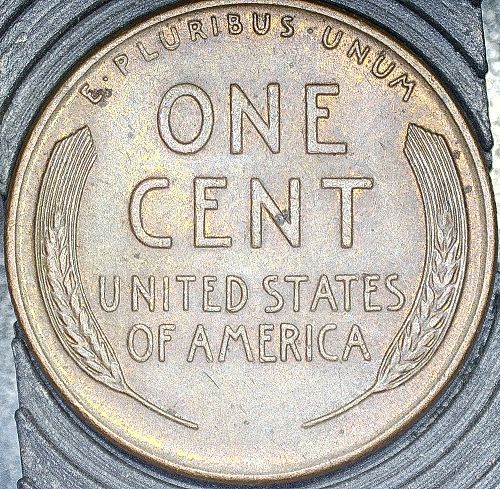 E · PLURIBUS · UNUM
ONE
CENT
UNITED STATES
OF AMERICA